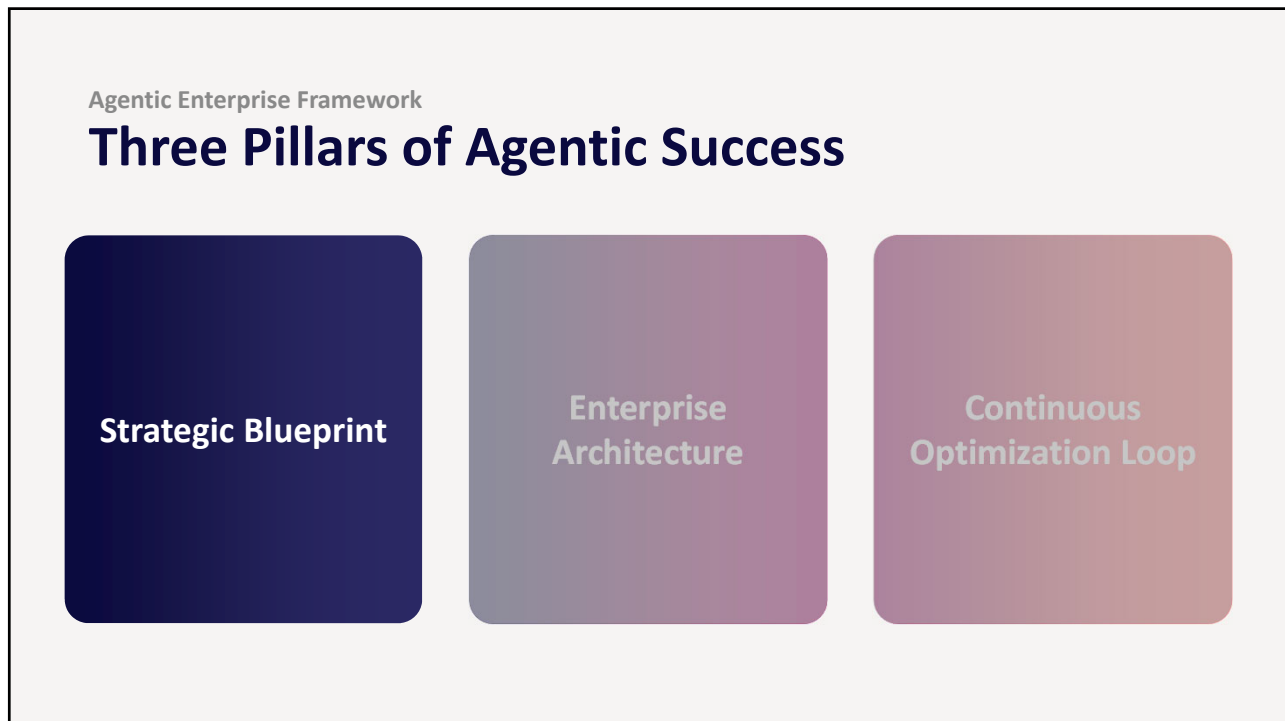 Agentic Enterprise Framework
Three Pillars of Agentic Success
Strategic Blueprint
Enterprise
Architecture
Continuous
Optimization Loop